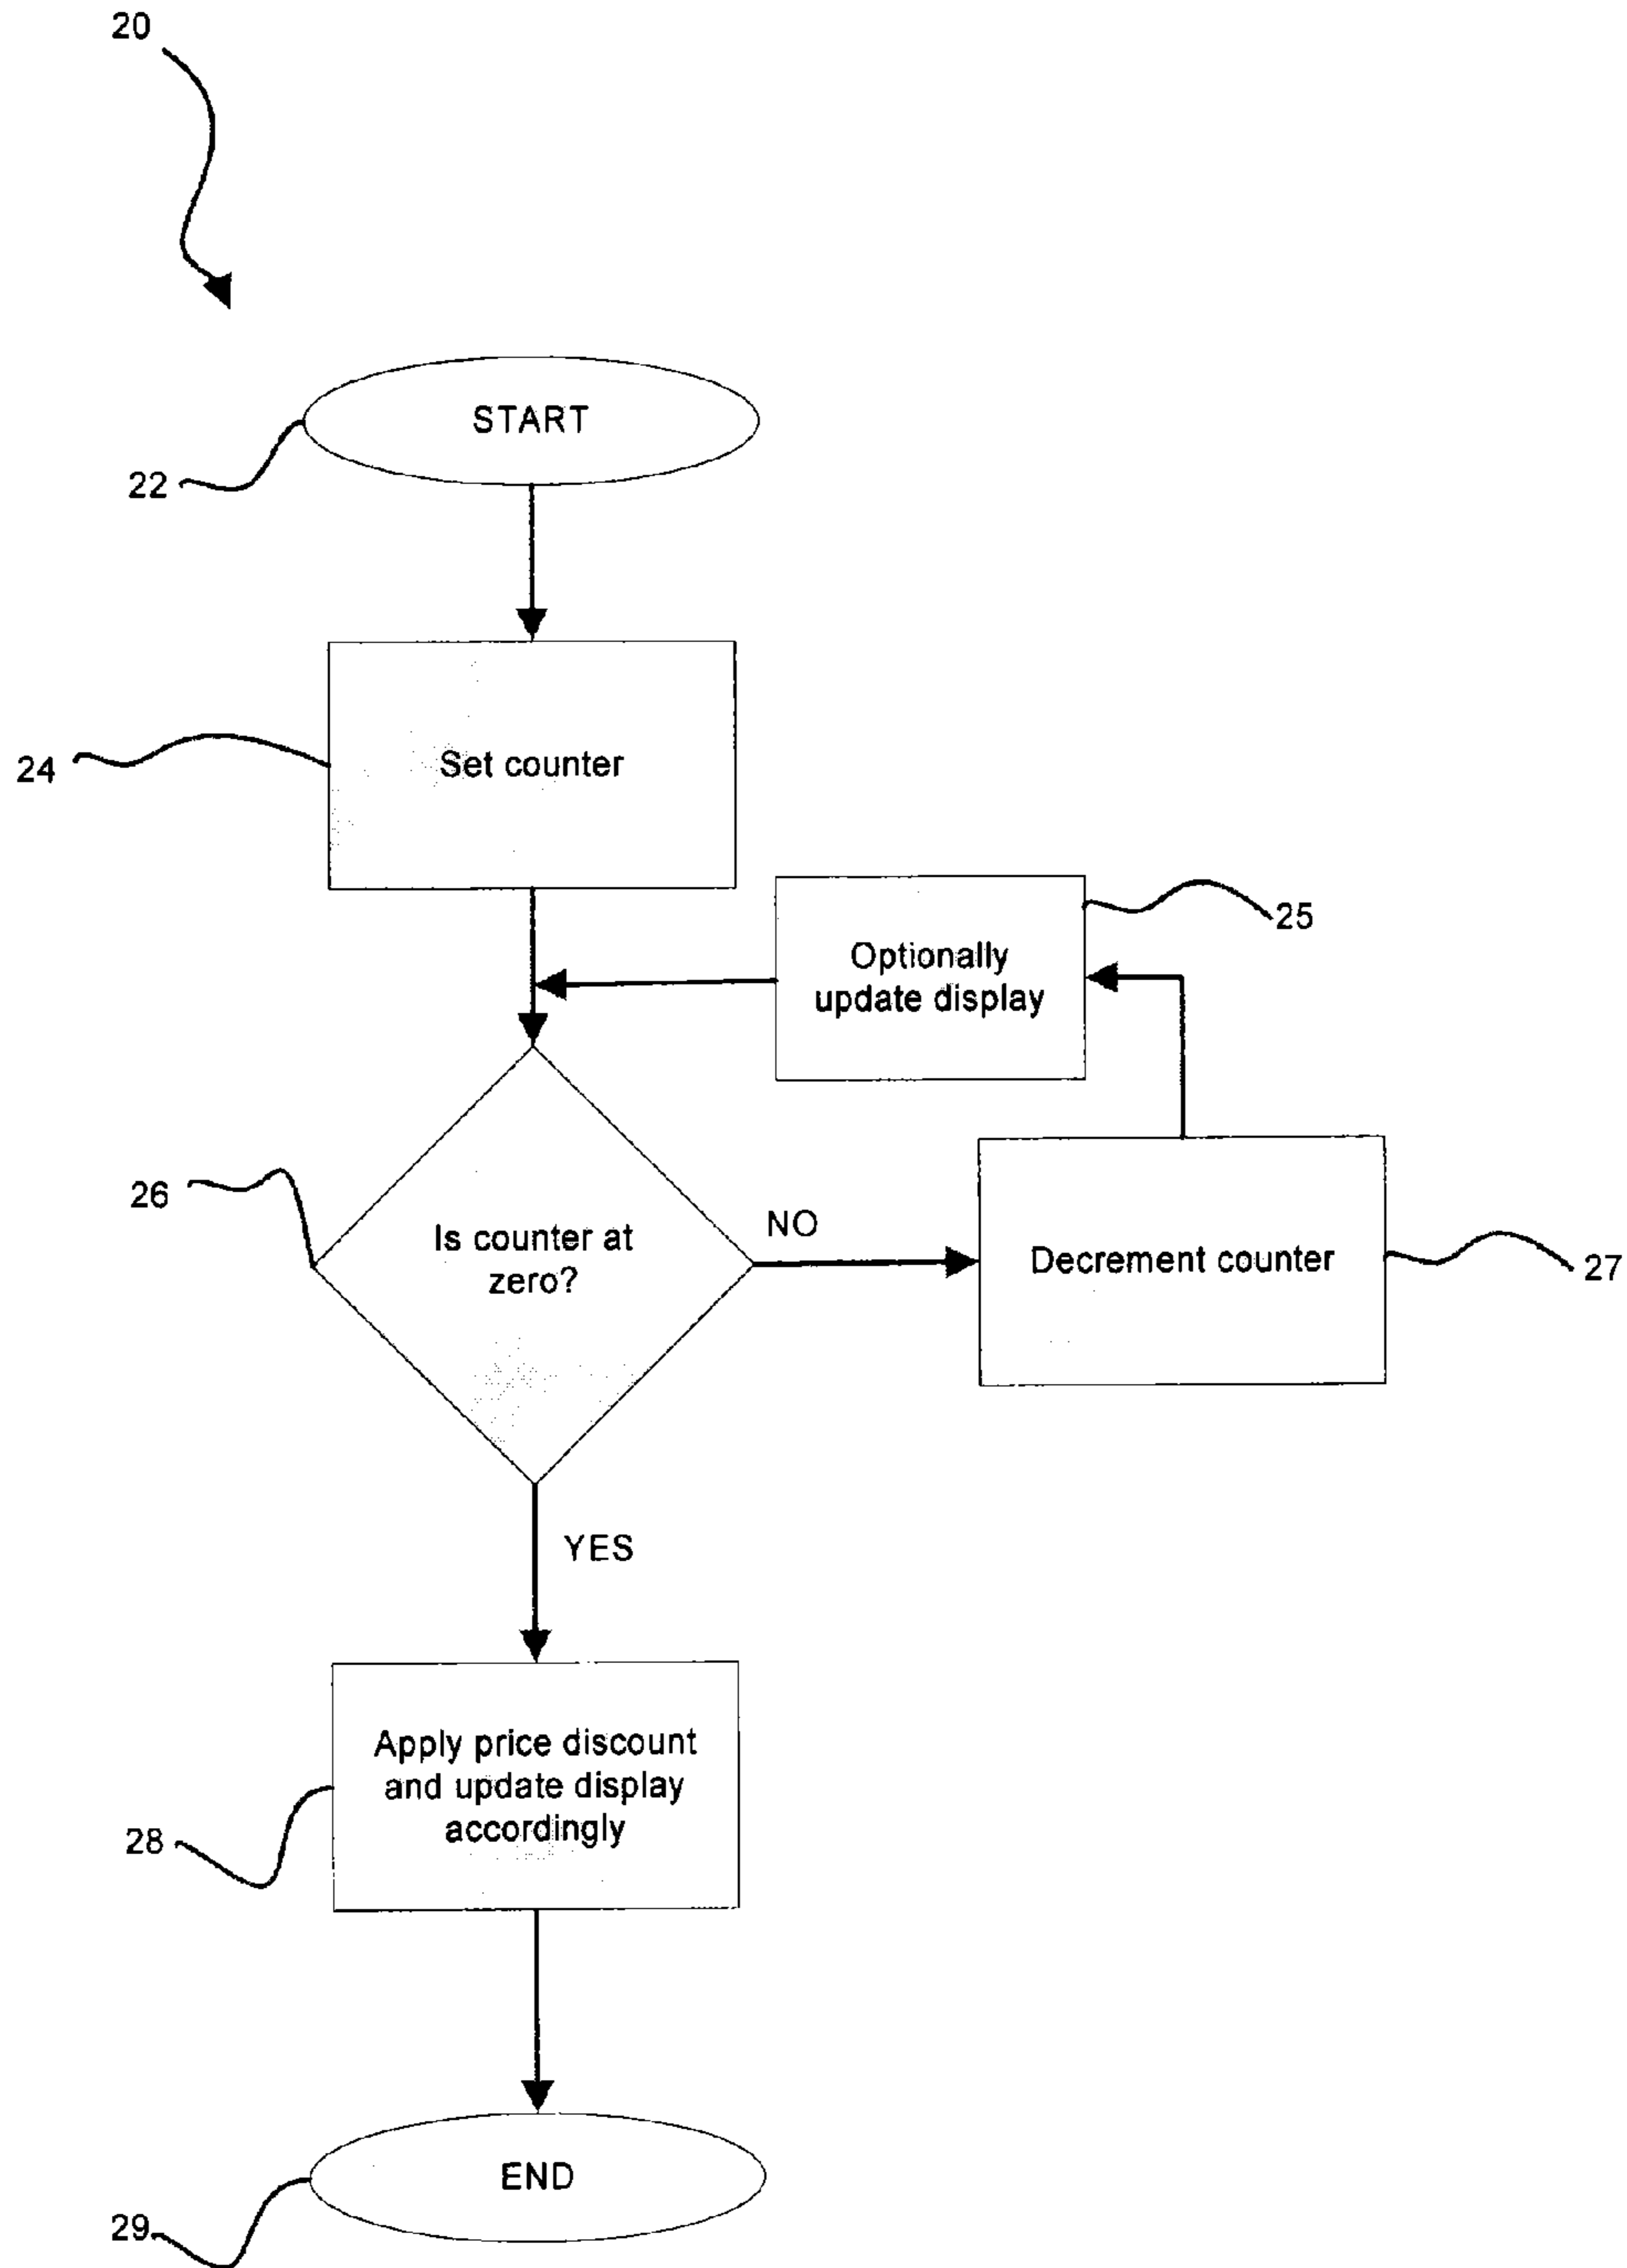 20
START
22
Set counter
24
25
Optionally
update display
26
Is counter at
zero?
NO
Decrement counter
27
YES
Apply price discount
and update display
accordingly
28
END
29